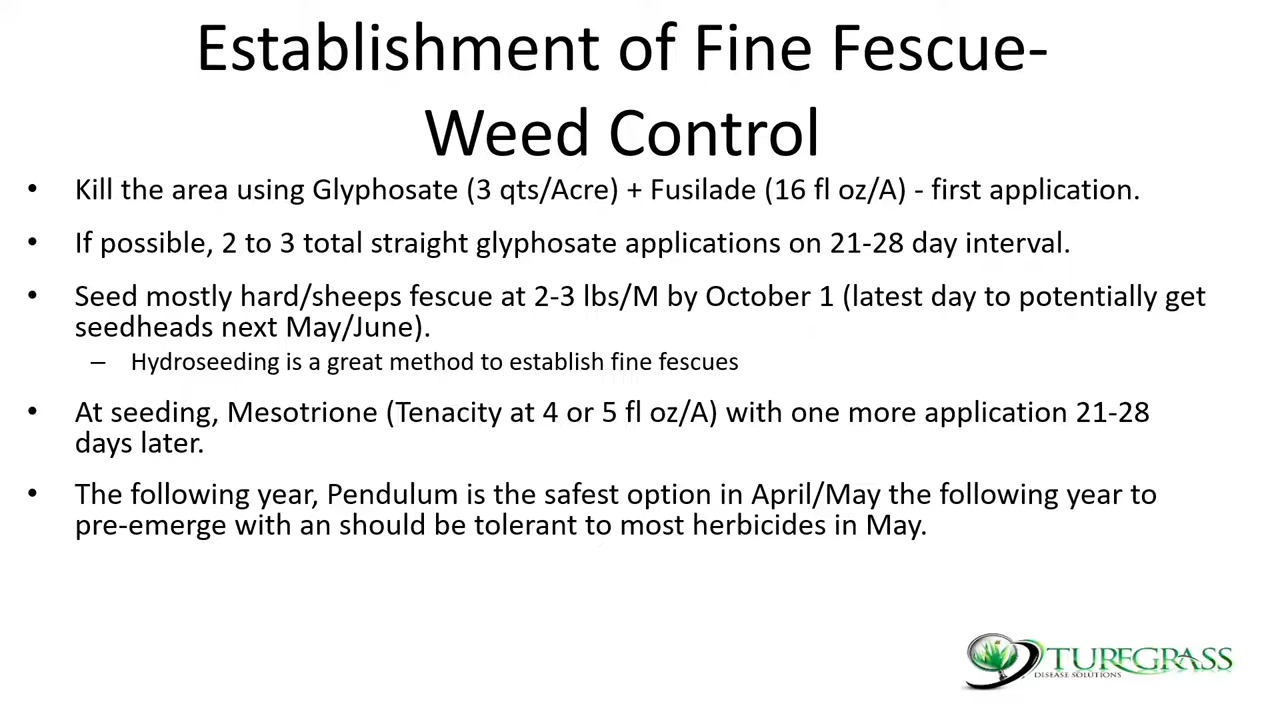 Establishment of Fine Fescue-
Weed Control
• Kill the area using Glyphosate (3 qts/Acre) + Fusilade (16 fl oz/A) - first application.
• If possible, 2 to 3 total straight glyphosate applications on 21-28 day interval.
• Seed mostly hard/sheeps fescue at 2-3 lbs/M by October 1 (latest day to potentially get
seedheads next May/June).
– Hydroseeding is a great method to establish fine fescues
• At seeding, Mesotrione (Tenacity at 4 or 5 fl oz/A) with one more application 21-28
days later.
• The following year, Pendulum is the safest option in April/May the following year to
pre-emerge with an should be tolerant to most herbicides in May.
TURFGRASS
DISEASE SOLUTIONS